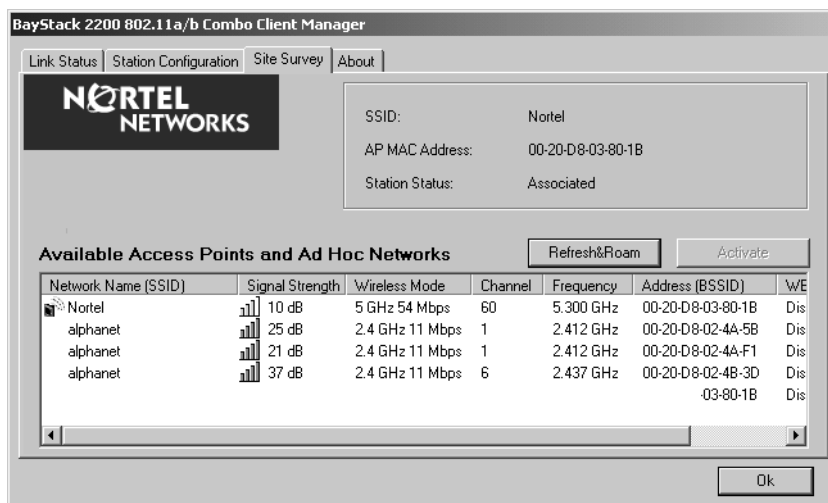 BayStack 2200 802.11a/b Combo Client Manager
Link Status Station Configuration Site Survey About
NORTEL
NETWORKS
SSID: Nortel
AP MAC Address: 00-20-D8-03-80-1B
Station Status: Associated
Available Access Points and Ad Hoc Networks Refresh&Roam Activate
Network Name (SSID) Signal Strength Wireless Mode Channel Frequency Address (BSSID) WE
Nortel 10 dB 5 GHz 54 Mbps 60 5.300 GHz 00-20-D8-03-80-1B Dis
alphanet 25 dB 2.4 GHz 11 Mbps 1 2.412 GHz 00-20-D8-02-4A-5B Dis
alphanet 21 dB 2.4 GHz 11 Mbps 1 2.412 GHz 00-20-D8-02-4A-F1 Dis
alphanet 37 dB 2.4 GHz 11 Mbps 6 2.437 GHz 00-20-D8-02-4B-3D Dis
-03-80-1B Dis
Ok